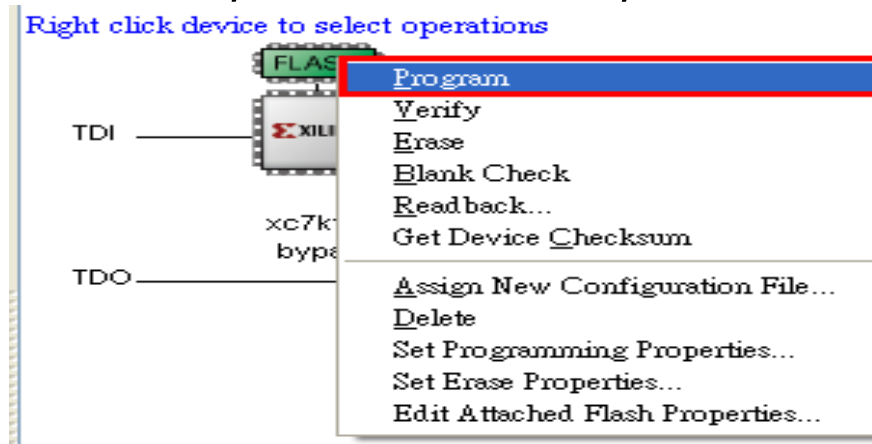 Right click device to select operations
FLAS
Program
Verify
TDI
XILI
Erase
Blank Check
Readback...
xc7k
Get Device Checksum
bypa
TDO
Assign New Configuration File...
Delete
Set Programming Properties...
Set Erase Properties...
Edit Attached Flash Properties...